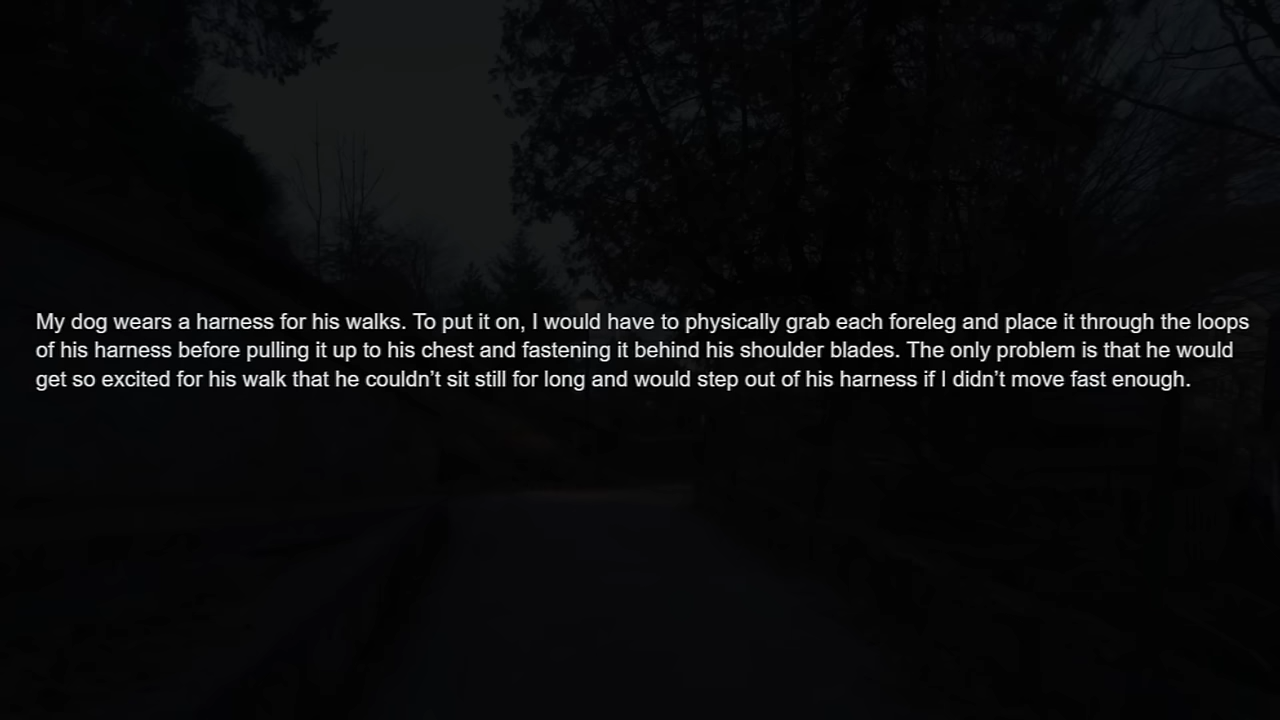 My dog wears a harness for his walks. To put it on, I would have to physically grab each foreleg and place it through the loops
of his harness before pulling it up to his chest and fastening it behind his shoulder blades. The only problem is that he would
get so excited for his walk that he couldn’t sit still for long and would step out of his harness if I didn’t move fast enough.